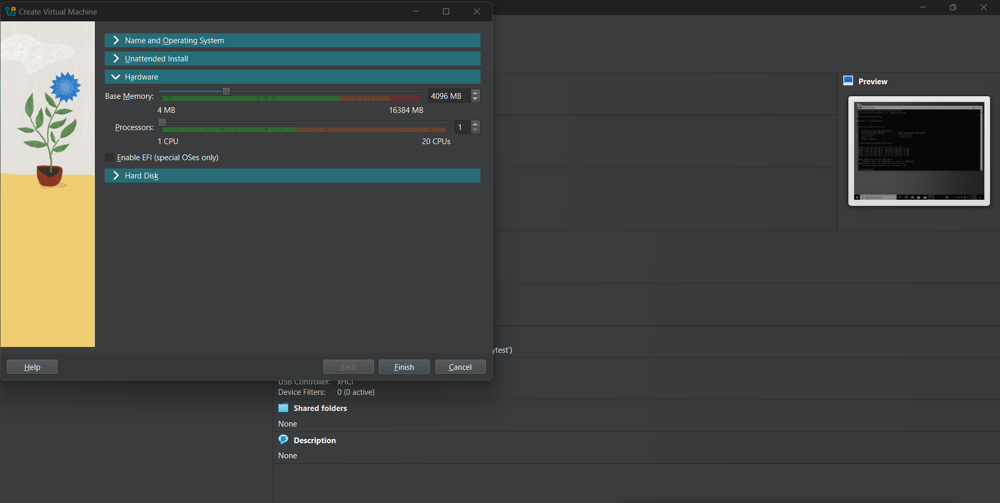 Create Virtual Machine
Name and Operating System
Unattended Install
Hardware
Base Memory:
4096 MB
4 MB
16384 MB
Processors:
1
1 CPU
20 CPUs
Enable EFI (special OSes only)
Hard Disk
Help
Back
Finish
Cancel
Preview
ytest')
USB Controller: xHCI
Device Filters: 0 (0 active)
Shared folders
None
Description
None